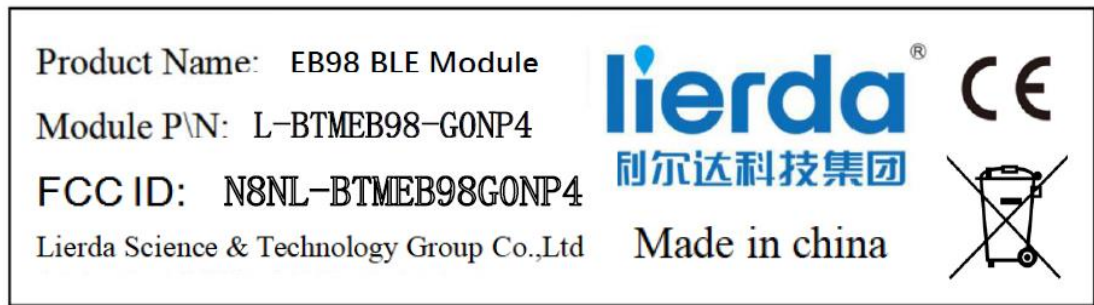 Product Name: EB98 BLE Module
Module P\N: L-BTMEB98-G0NP4
FCC ID: N8NL-BTMEB98G0NP4
Lierda Science & Technology Group Co.,Ltd
lierda®
利尔达科技集团
Made in china
CE